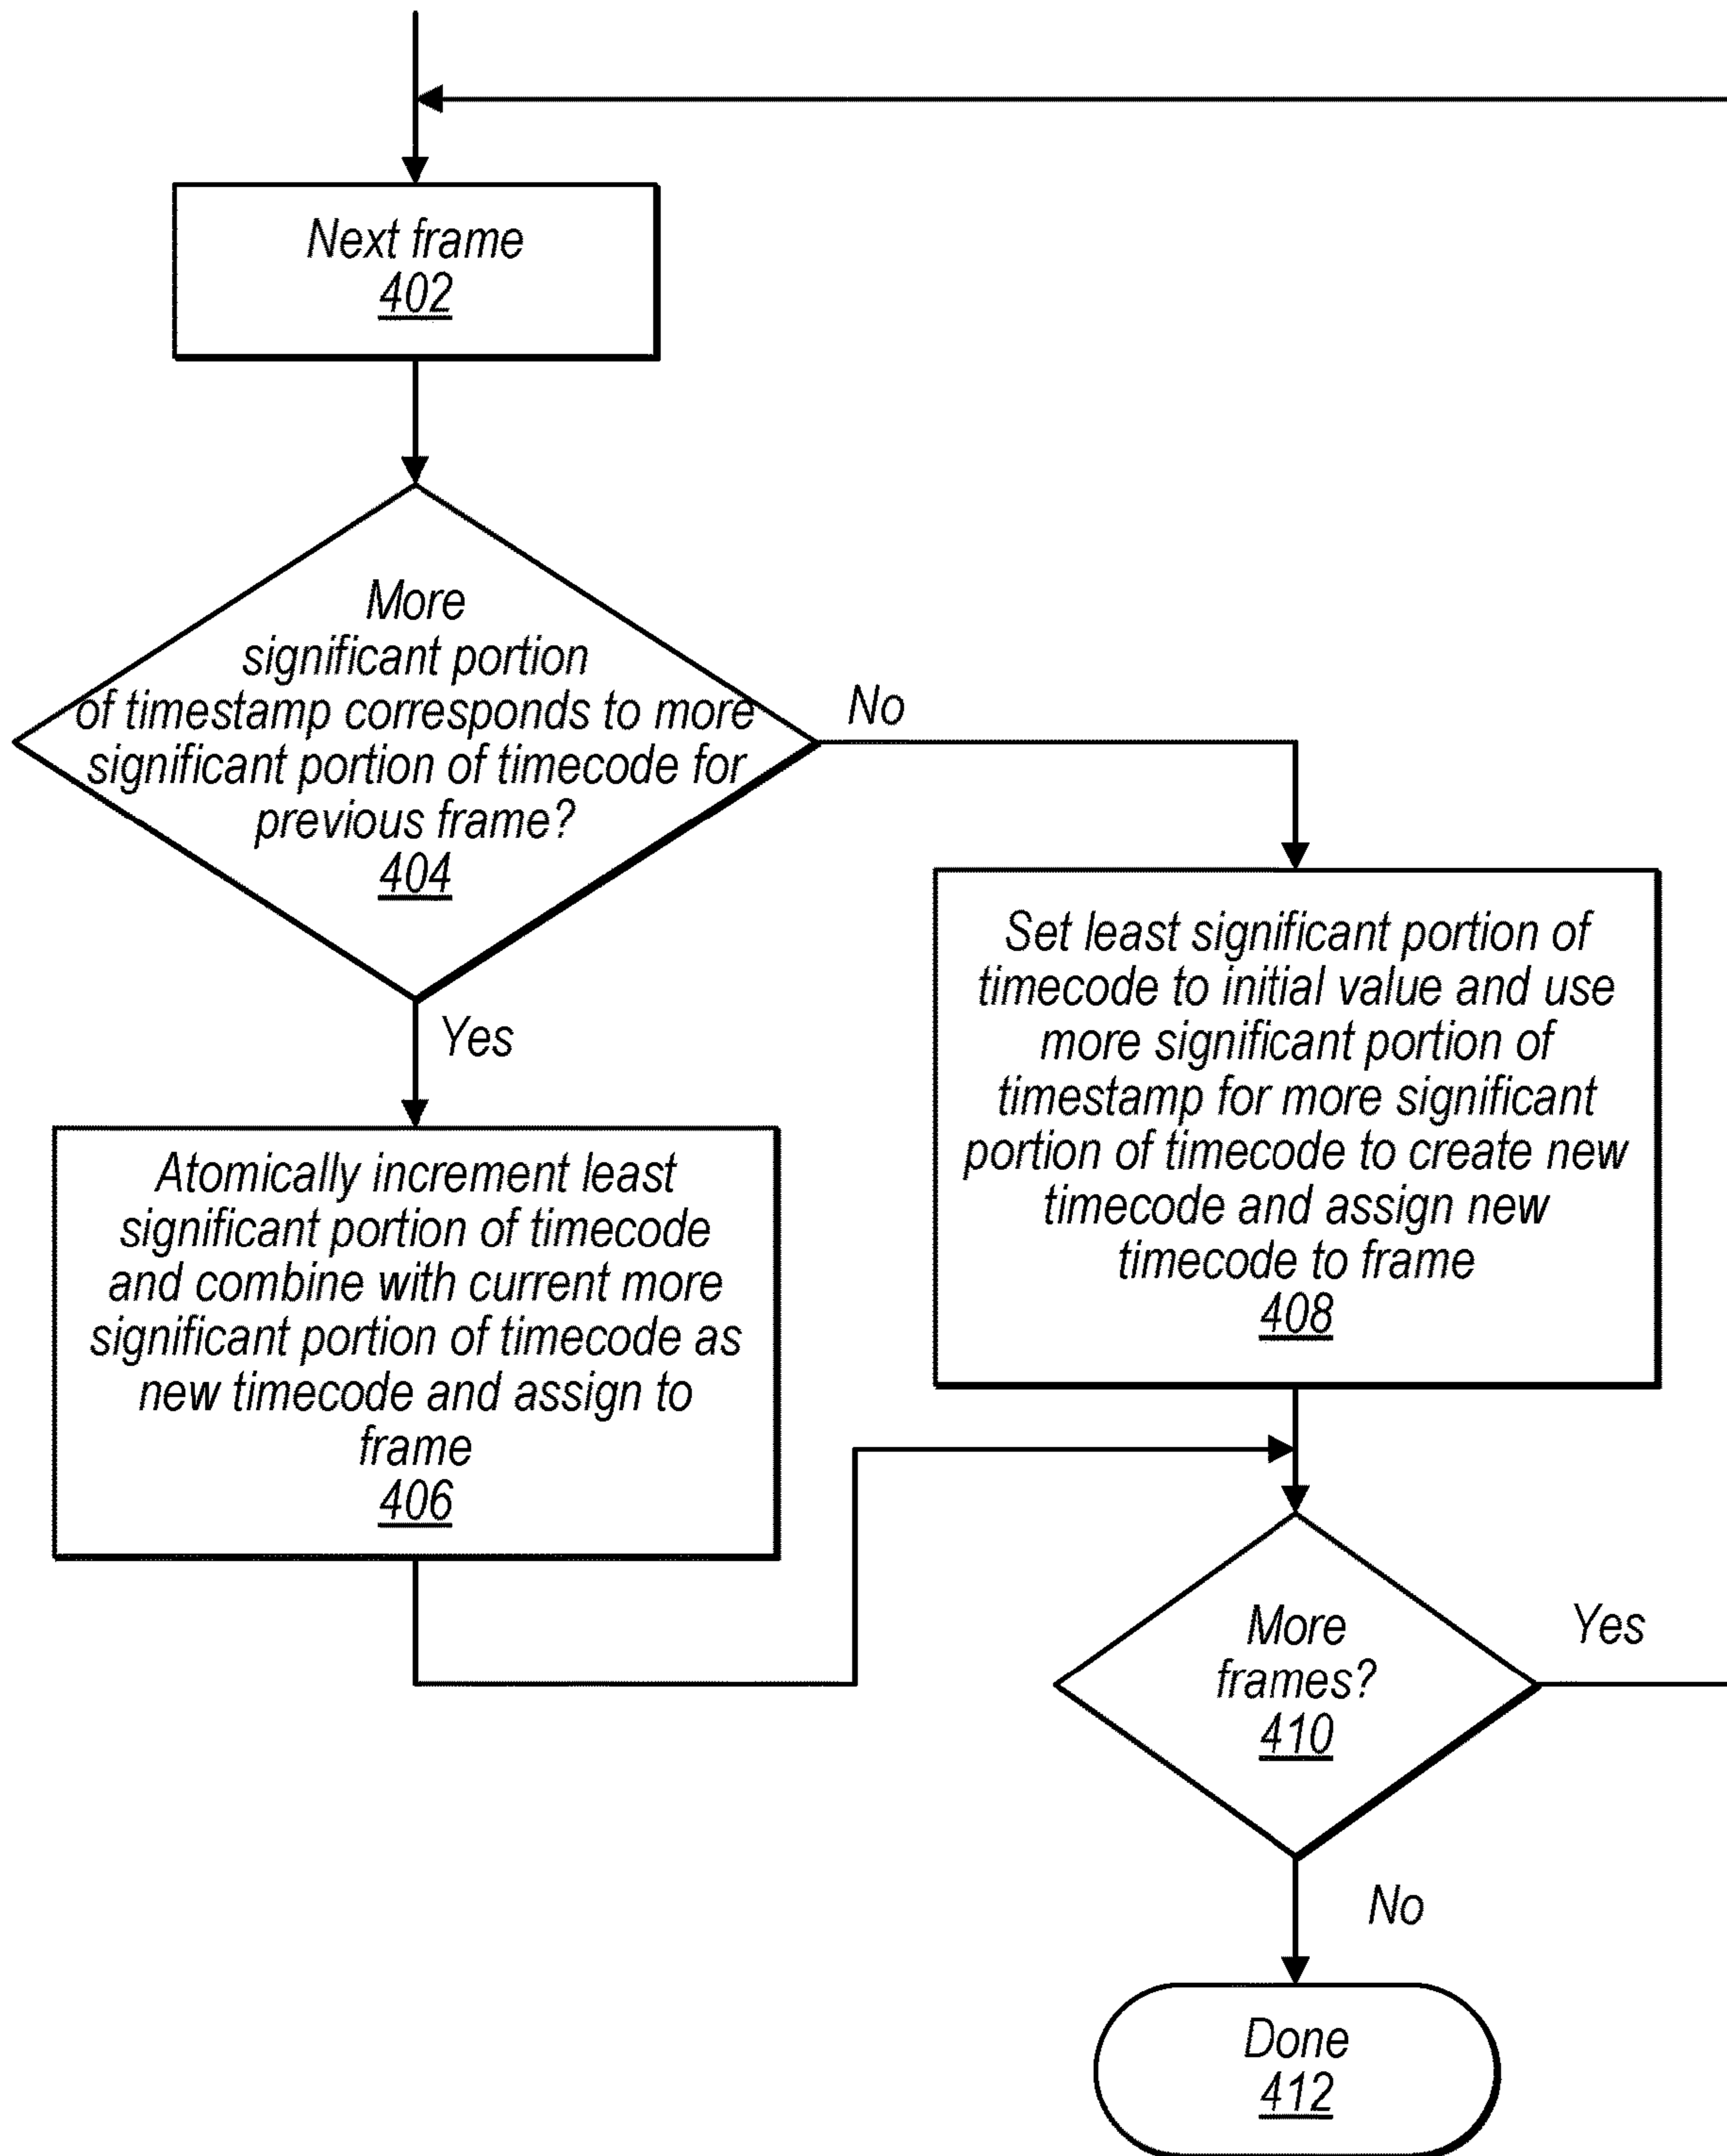 Next frame
402
More
significant portion
of timestamp corresponds to more
significant portion of timecode for
previous frame?
404
No
Yes
Set least significant portion of
timecode to initial value and use
more significant portion of
timestamp for more significant
portion of timecode to create new
timecode and assign new
timecode to frame
408
Atomically increment least
significant portion of timecode
and combine with current more
significant portion of timecode as
new timecode and assign to
frame
406
More
frames?
410
Yes
No
Done
412